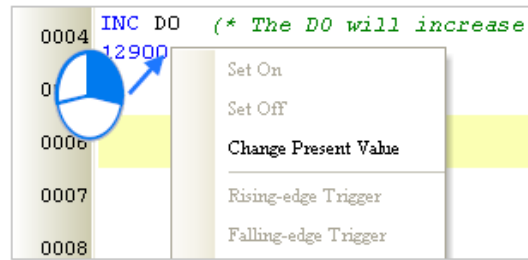 0004 INC D0 (* The D0 will increase
12900
Set On
Set Off
0006 Change Present Value
0007 Rising-edge Trigger
Falling-edge Trigger
0008